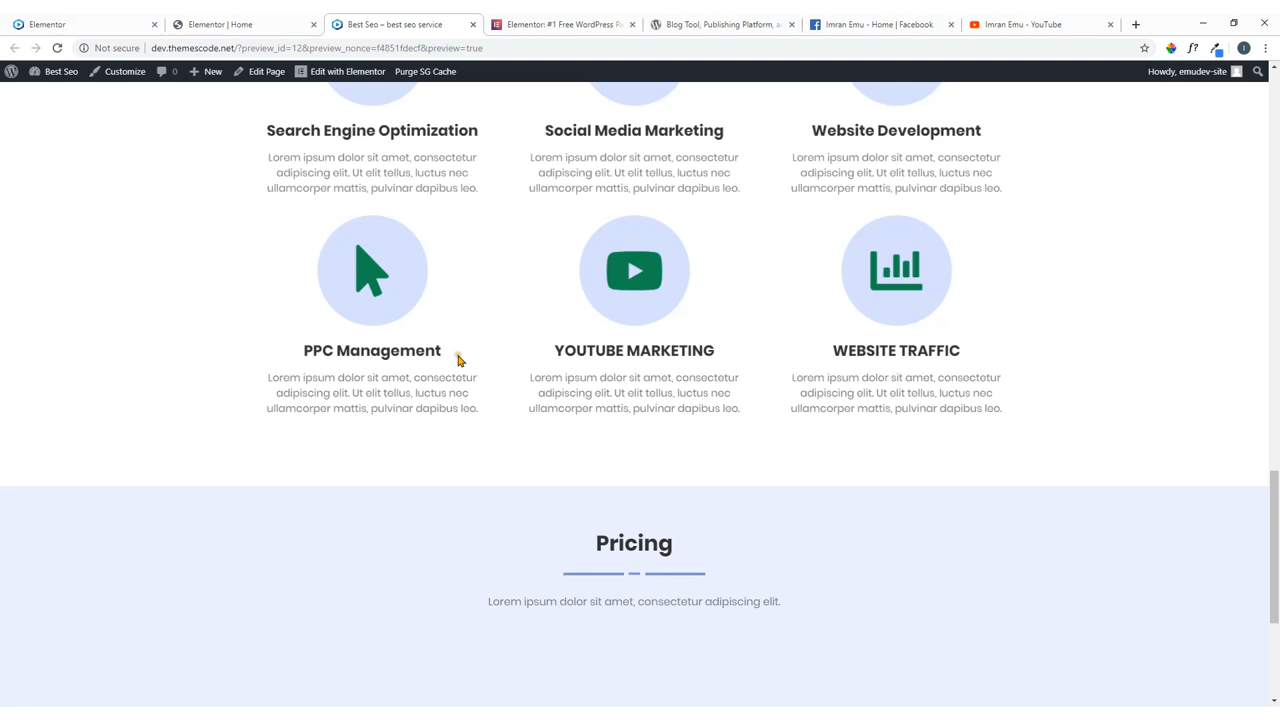 Elementor
Elementor | Home
Best Seo – best seo service
Elementor: #1 Free WordPress Pa
Blog Tool, Publishing Platform, a
Imran Emu - Home | Facebook
Imran Emu - YouTube
Not secure | dev.themescode.net/?preview_id=12&preview_nonce=f4851fdecf&preview=true
f?
I
Best Seo
Customize
0
New
Edit Page
Edit with Elementor
Purge SG Cache
Howdy, emudev-site
Search Engine Optimization
Lorem ipsum dolor sit amet, consectetur
adipiscing elit. Ut elit tellus, luctus nec
ullamcorper mattis, pulvinar dapibus leo.
Social Media Marketing
Lorem ipsum dolor sit amet, consectetur
adipiscing elit. Ut elit tellus, luctus nec
ullamcorper mattis, pulvinar dapibus leo.
Website Development
Lorem ipsum dolor sit amet, consectetur
adipiscing elit. Ut elit tellus, luctus nec
ullamcorper mattis, pulvinar dapibus leo.
PPC Management
Lorem ipsum dolor sit amet, consectetur
adipiscing elit. Ut elit tellus, luctus nec
ullamcorper mattis, pulvinar dapibus leo.
YOUTUBE MARKETING
Lorem ipsum dolor sit amet, consectetur
adipiscing elit. Ut elit tellus, luctus nec
ullamcorper mattis, pulvinar dapibus leo.
WEBSITE TRAFFIC
Lorem ipsum dolor sit amet, consectetur
adipiscing elit. Ut elit tellus, luctus nec
ullamcorper mattis, pulvinar dapibus leo.
Pricing
Lorem ipsum dolor sit amet, consectetur adipiscing elit.